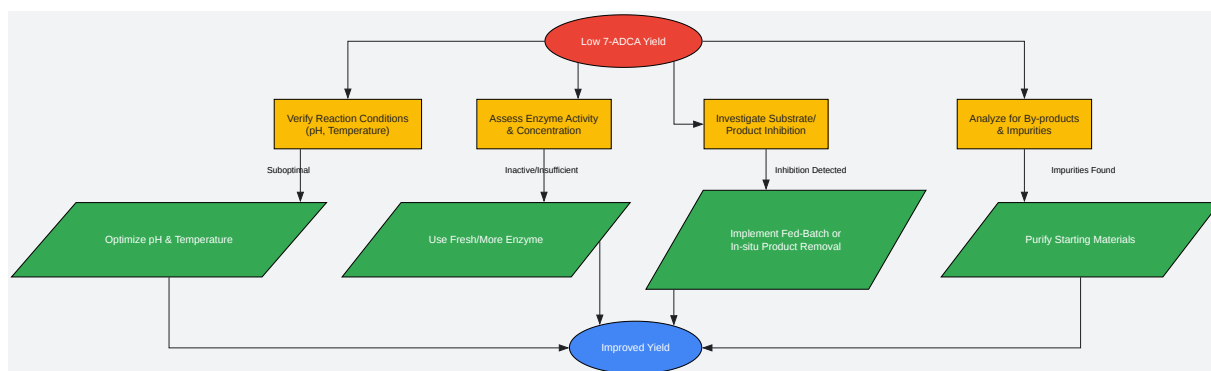 Low 7-ADCA Yield
Verify Reaction Conditions
(pH, Temperature)
Assess Enzyme Activity
& Concentration
Investigate Substrate/
Product Inhibition
Analyze for By-products
& Impurities
Suboptimal
Inactive/Insufficient
Inhibition Detected
Impurities Found
Optimize pH & Temperature
Use Fresh/More Enzyme
Implement Fed-Batch or
In-situ Product Removal
Purify Starting Materials
Improved Yield